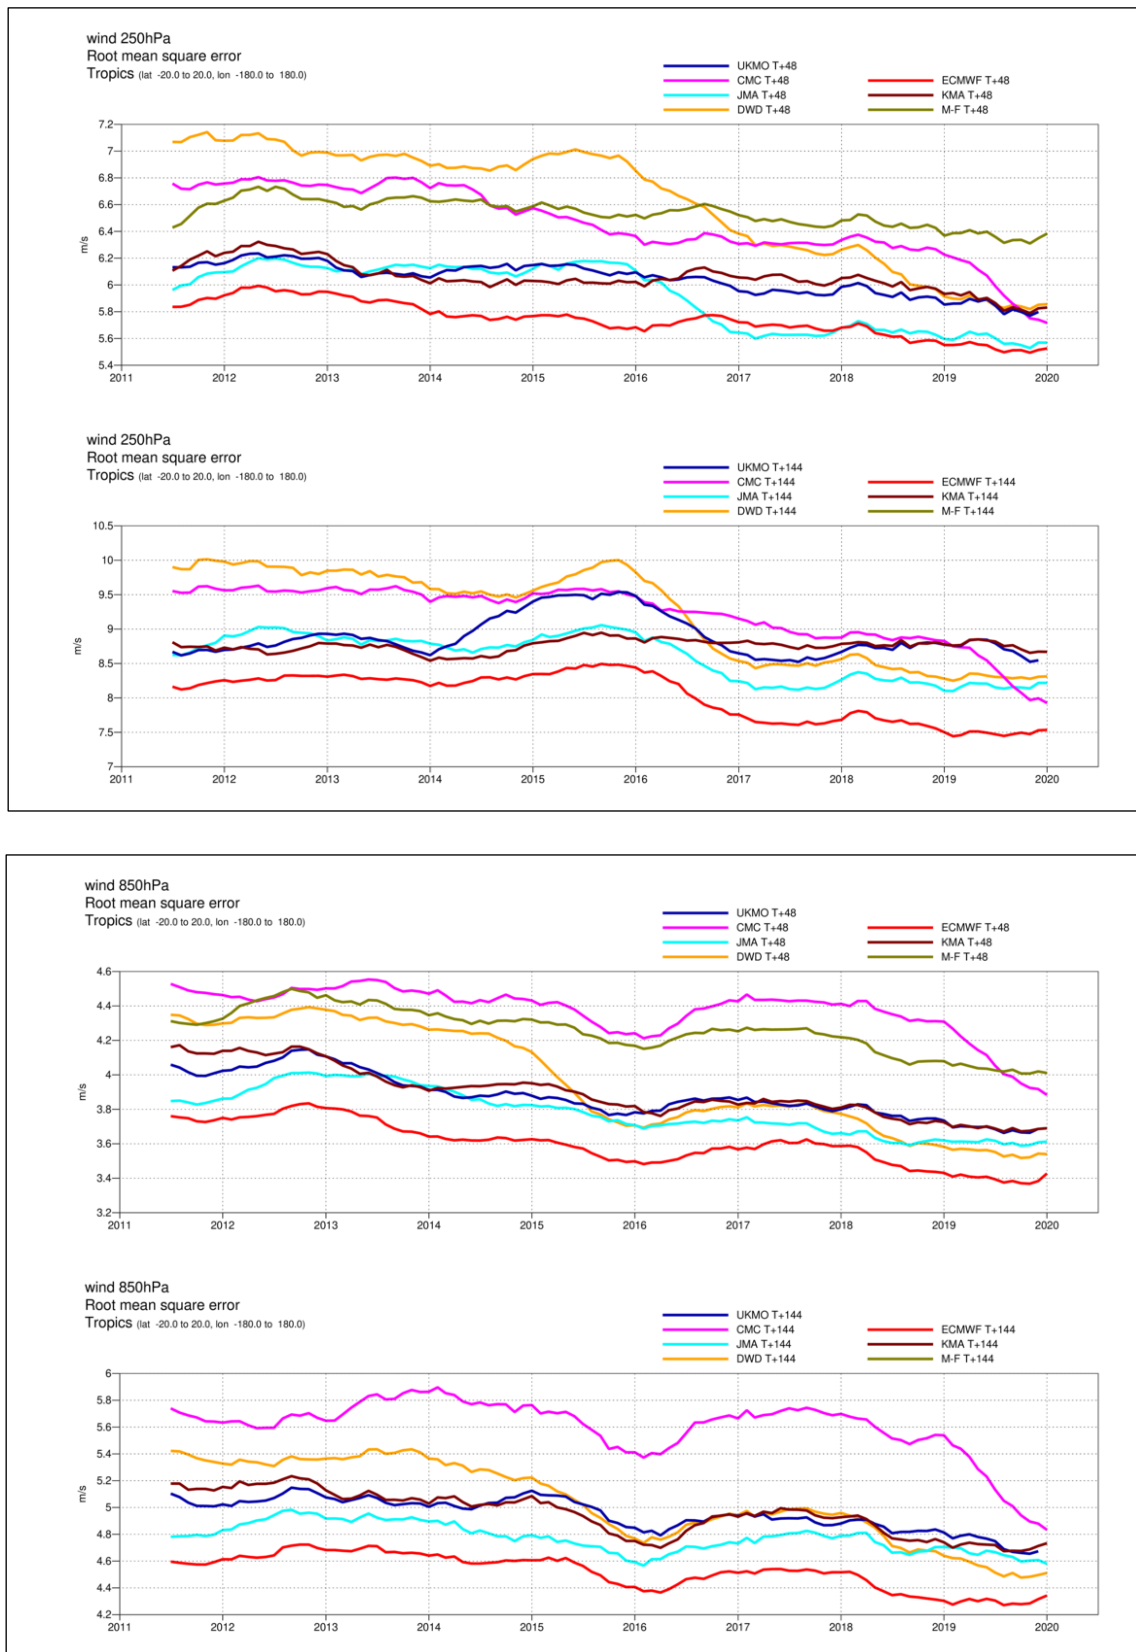 wind 250hPa
Root mean square error
Tropics (lat -20.0 to 20.0, lon -180.0 to 180.0)
UKMO T+48
CMC T+48 ECMWF T+48
JMA T+48 KMA T+48
DWD T+48 M-F T+48
7.2
7
6.8
6.6
6.4
6.2
6
5.8
5.6
5.4
m/s
2011 2012 2013 2014 2015 2016 2017 2018 2019 2020
wind 250hPa
Root mean square error
Tropics (lat -20.0 to 20.0, lon -180.0 to 180.0)
UKMO T+144
CMC T+144 ECMWF T+144
JMA T+144 KMA T+144
DWD T+144 M-F T+144
10.5
10
9.5
9
8.5
8
7.5
7
m/s
2011 2012 2013 2014 2015 2016 2017 2018 2019 2020
wind 850hPa
Root mean square error
Tropics (lat -20.0 to 20.0, lon -180.0 to 180.0)
UKMO T+48
CMC T+48 ECMWF T+48
JMA T+48 KMA T+48
DWD T+48 M-F T+48
4.6
4.4
4.2
4
3.8
3.6
3.4
3.2
m/s
2011 2012 2013 2014 2015 2016 2017 2018 2019 2020
wind 850hPa
Root mean square error
Tropics (lat -20.0 to 20.0, lon -180.0 to 180.0)
UKMO T+144
CMC T+144 ECMWF T+144
JMA T+144 KMA T+144
DWD T+144 M-F T+144
6
5.8
5.6
5.4
5.2
5
4.8
4.6
4.4
4.2
m/s
2011 2012 2013 2014 2015 2016 2017 2018 2019 2020